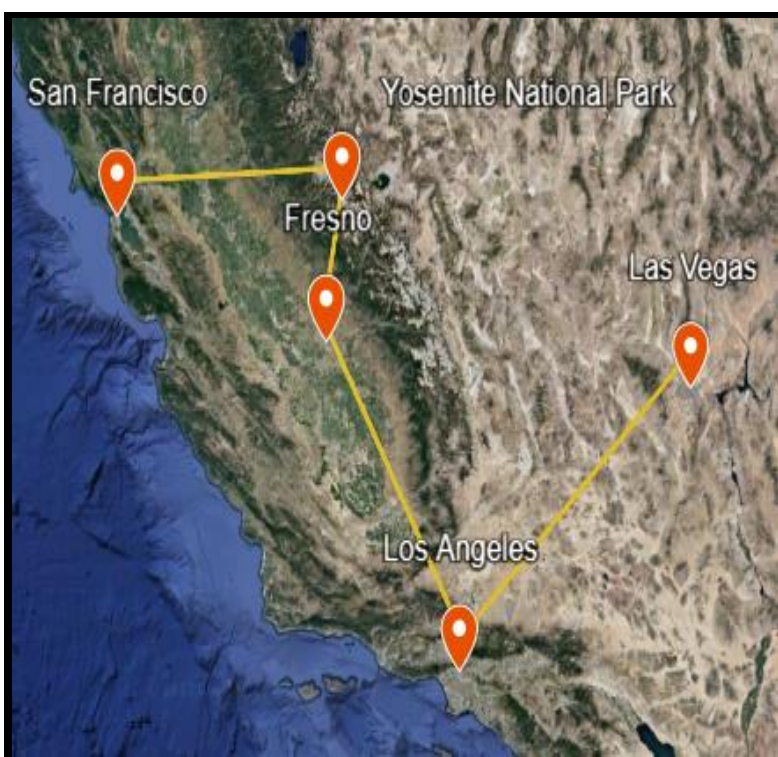 San Francisco
Yosemite National Park
Fresno
Las Vegas
Los Angeles